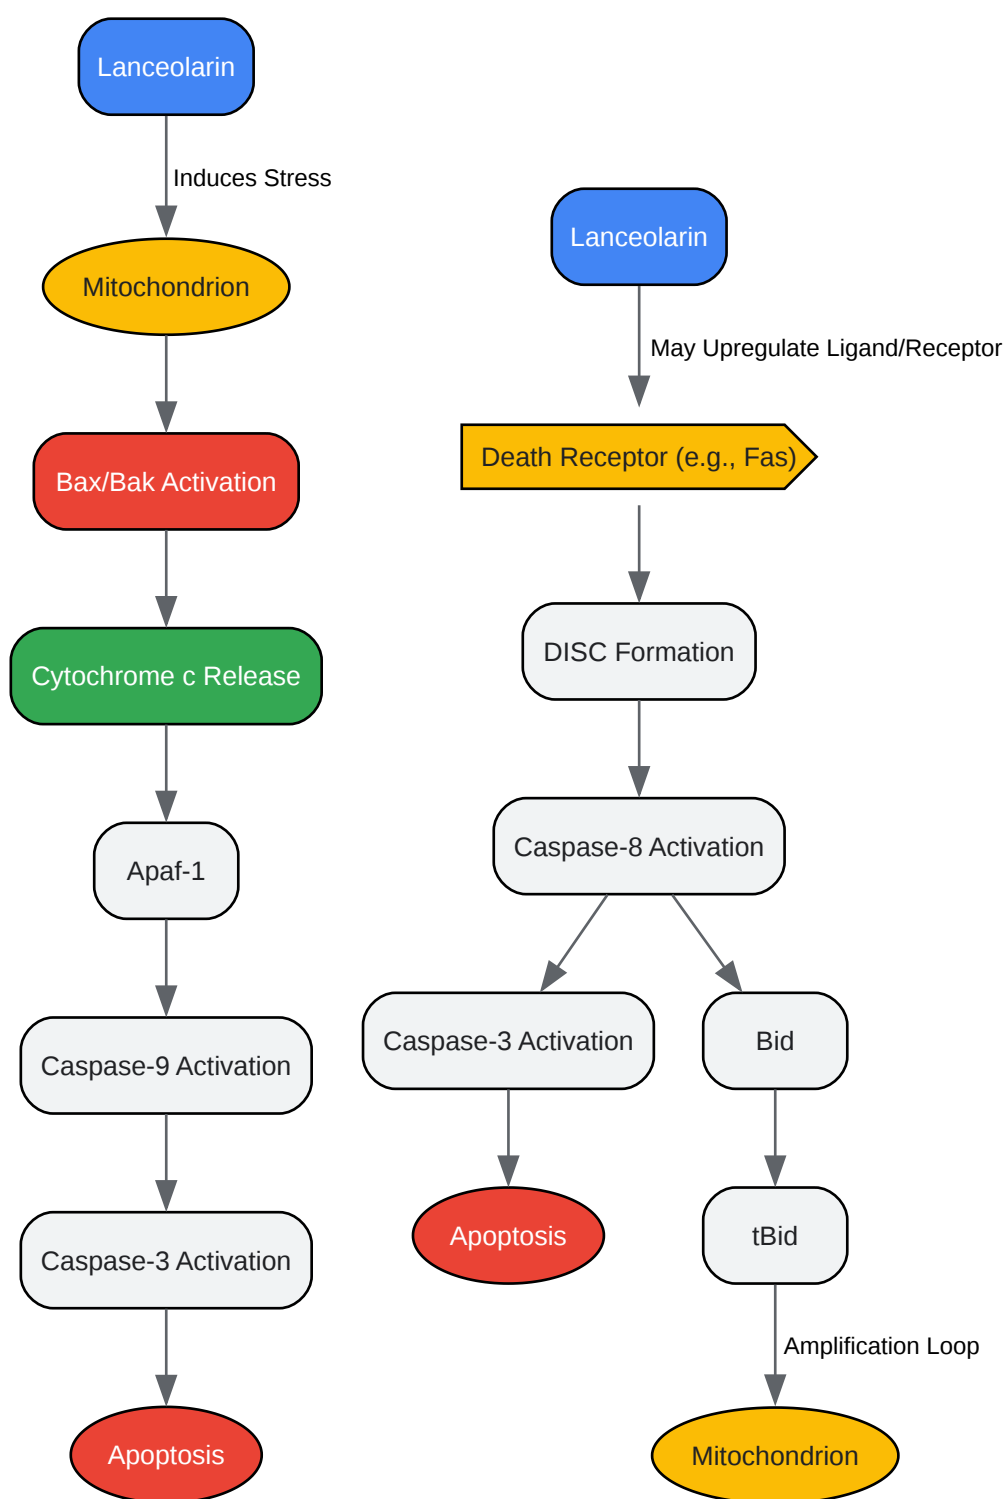 Lanceolarin
Induces Stress
Mitochondrion
Bax/Bak Activation
Cytochrome c Release
Apaf-1
Caspase-9 Activation
Caspase-3 Activation
Apoptosis
Lanceolarin
May Upregulate Ligand/Receptor
Death Receptor (e.g., Fas)
DISC Formation
Caspase-8 Activation
Caspase-3 Activation
Apoptosis
Bid
tBid
Amplification Loop
Mitochondrion